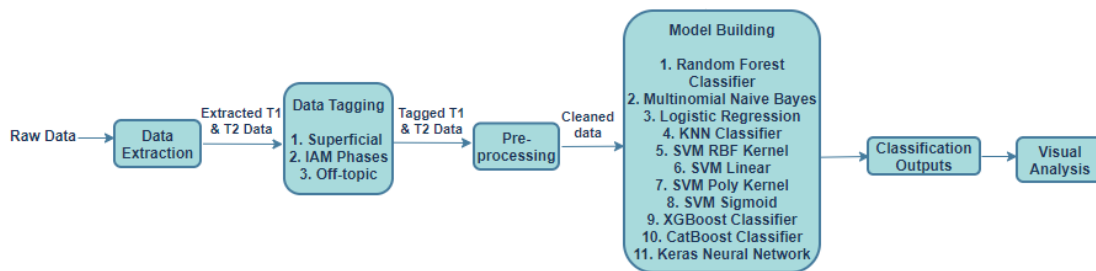 Raw Data
Data
Extraction
Extracted T1
& T2 Data
Data Tagging
1. Superficial
2. IAM Phases
3. Off-topic
Tagged T1
& T2 Data
Pre-
processing
Cleaned
data
Model Building
1. Random Forest
Classifier
2. Multinomial Naive Bayes
3. Logistic Regression
4. KNN Classifier
5. SVM RBF Kernel
6. SVM Linear
7. SVM Poly Kernel
8. SVM Sigmoid
9. XGBoost Classifier
10. CatBoost Classifier
11. Keras Neural Network
Classification
Outputs
Visual
Analysis